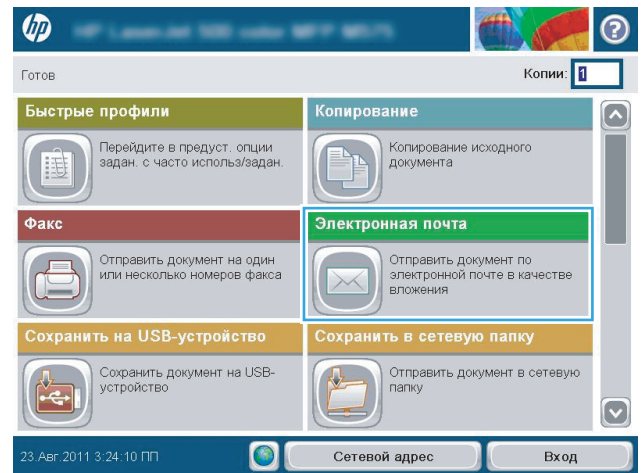 hp
?
Готов
Копии: 1
Быстрые профили
Перейдите в предуст. опции
задан. с часто использ/задан.
Копирование
Копирование исходного
документа
Факс
Отправить документ на один
или несколько номеров факса
Электронная почта
Отправить документ по
электронной почте в качестве
вложения
Сохранить на USB-устройство
Сохранить документ на USB-
устройство
Сохранить в сетевую папку
Отправить документ в сетевую
папку
23.Авг.2011 3:24:10 ПП
Сетевой адрес
Вход